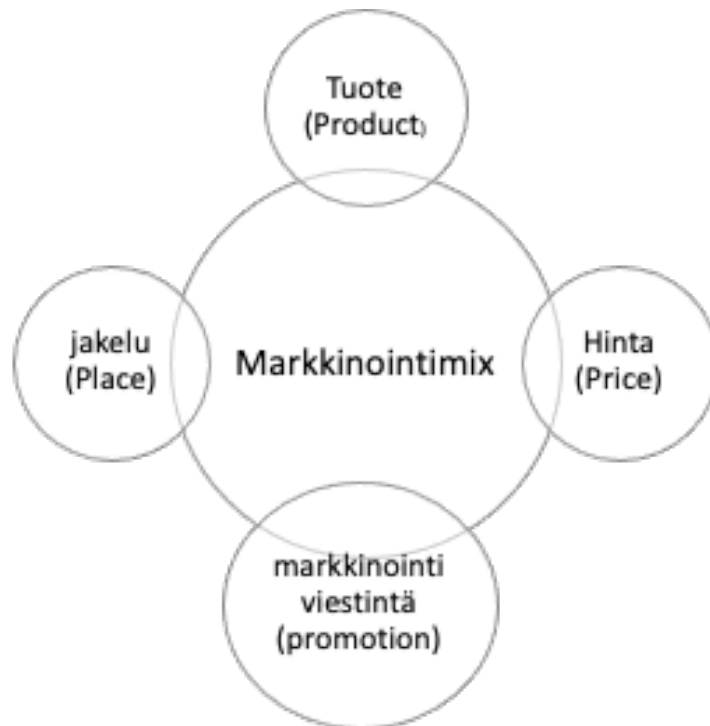 Tuote
(Product)
jakelu
(Place)
Markkinointimix
Hinta
(Price)
markkinointi
viestintä
(promotion)